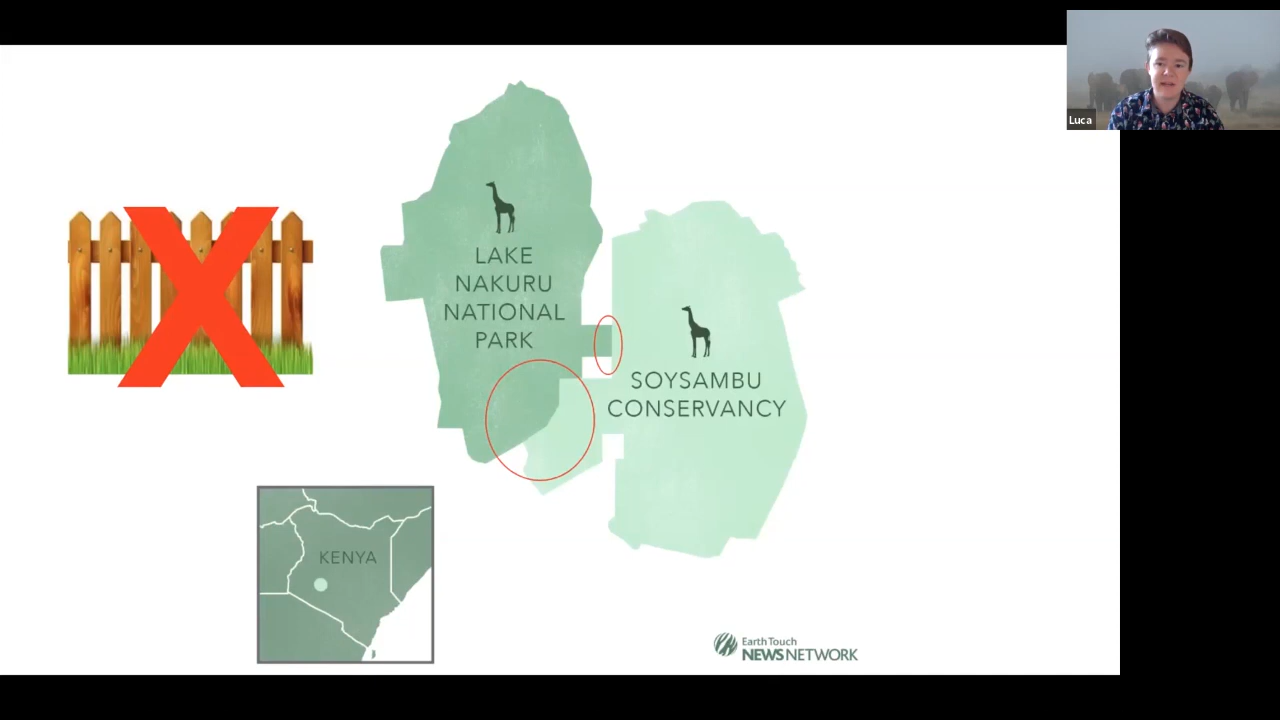 Luca
LAKE
NAKURU
NATIONAL
PARK
SOYSAMBU
CONSERVANCY
KENYA
EarthTouch
NEWS NETWORK